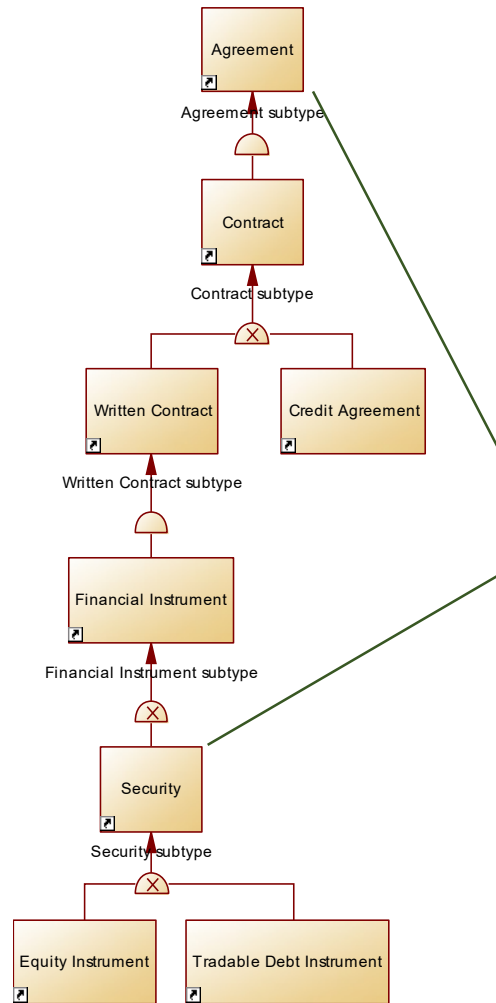 Agreement
Agreement subtype
Contract
Contract subtype
X
Written Contract
Credit Agreement
Written Contract subtype
Financial Instrument
Financial Instrument subtype
X
Security
Security subtype
X
Equity Instrument
Tradable Debt Instrument